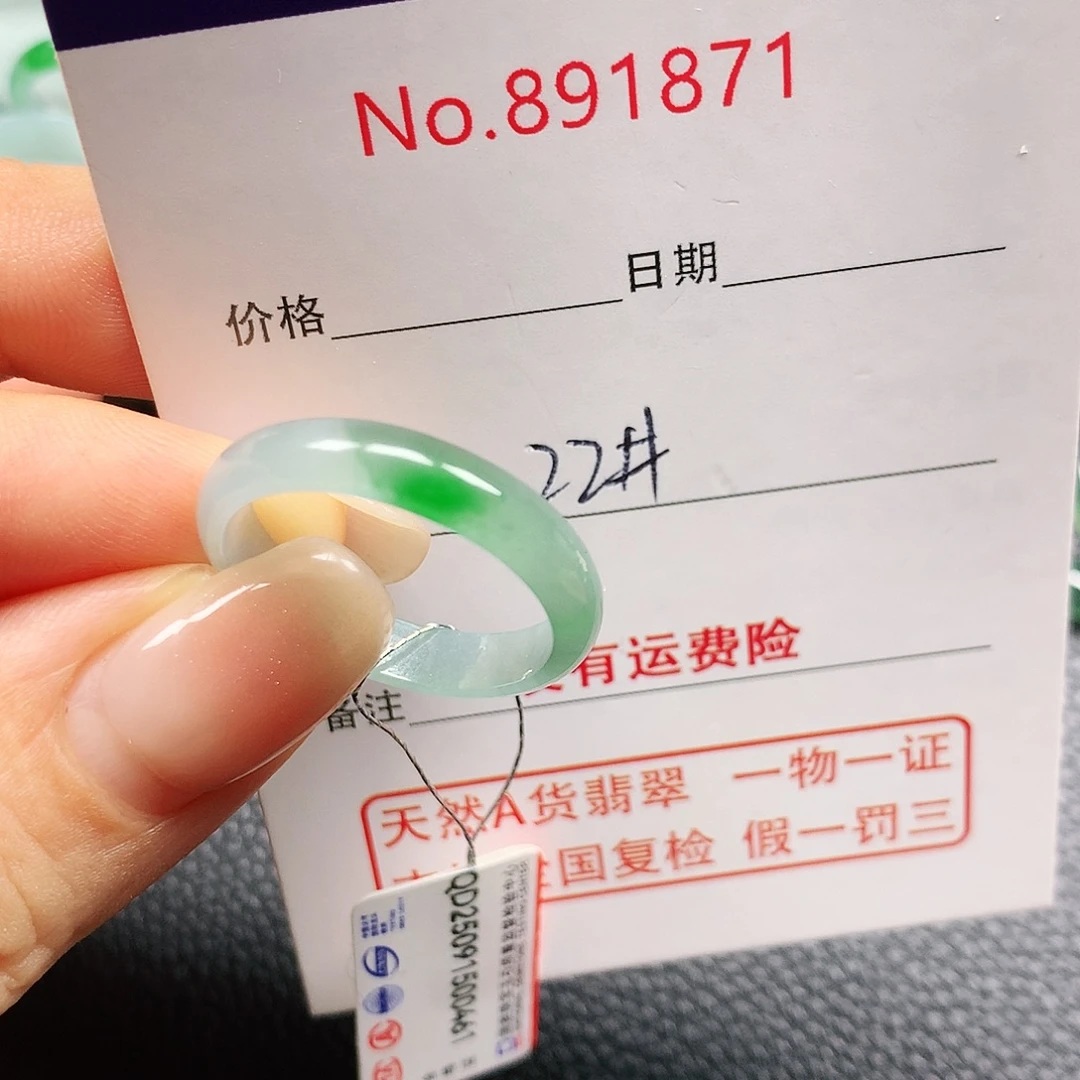 No.891871
价格 日期
22#
有运费险
备注
天然A货翡翠 一物一证
国复检 假一罚三
QD25091500461